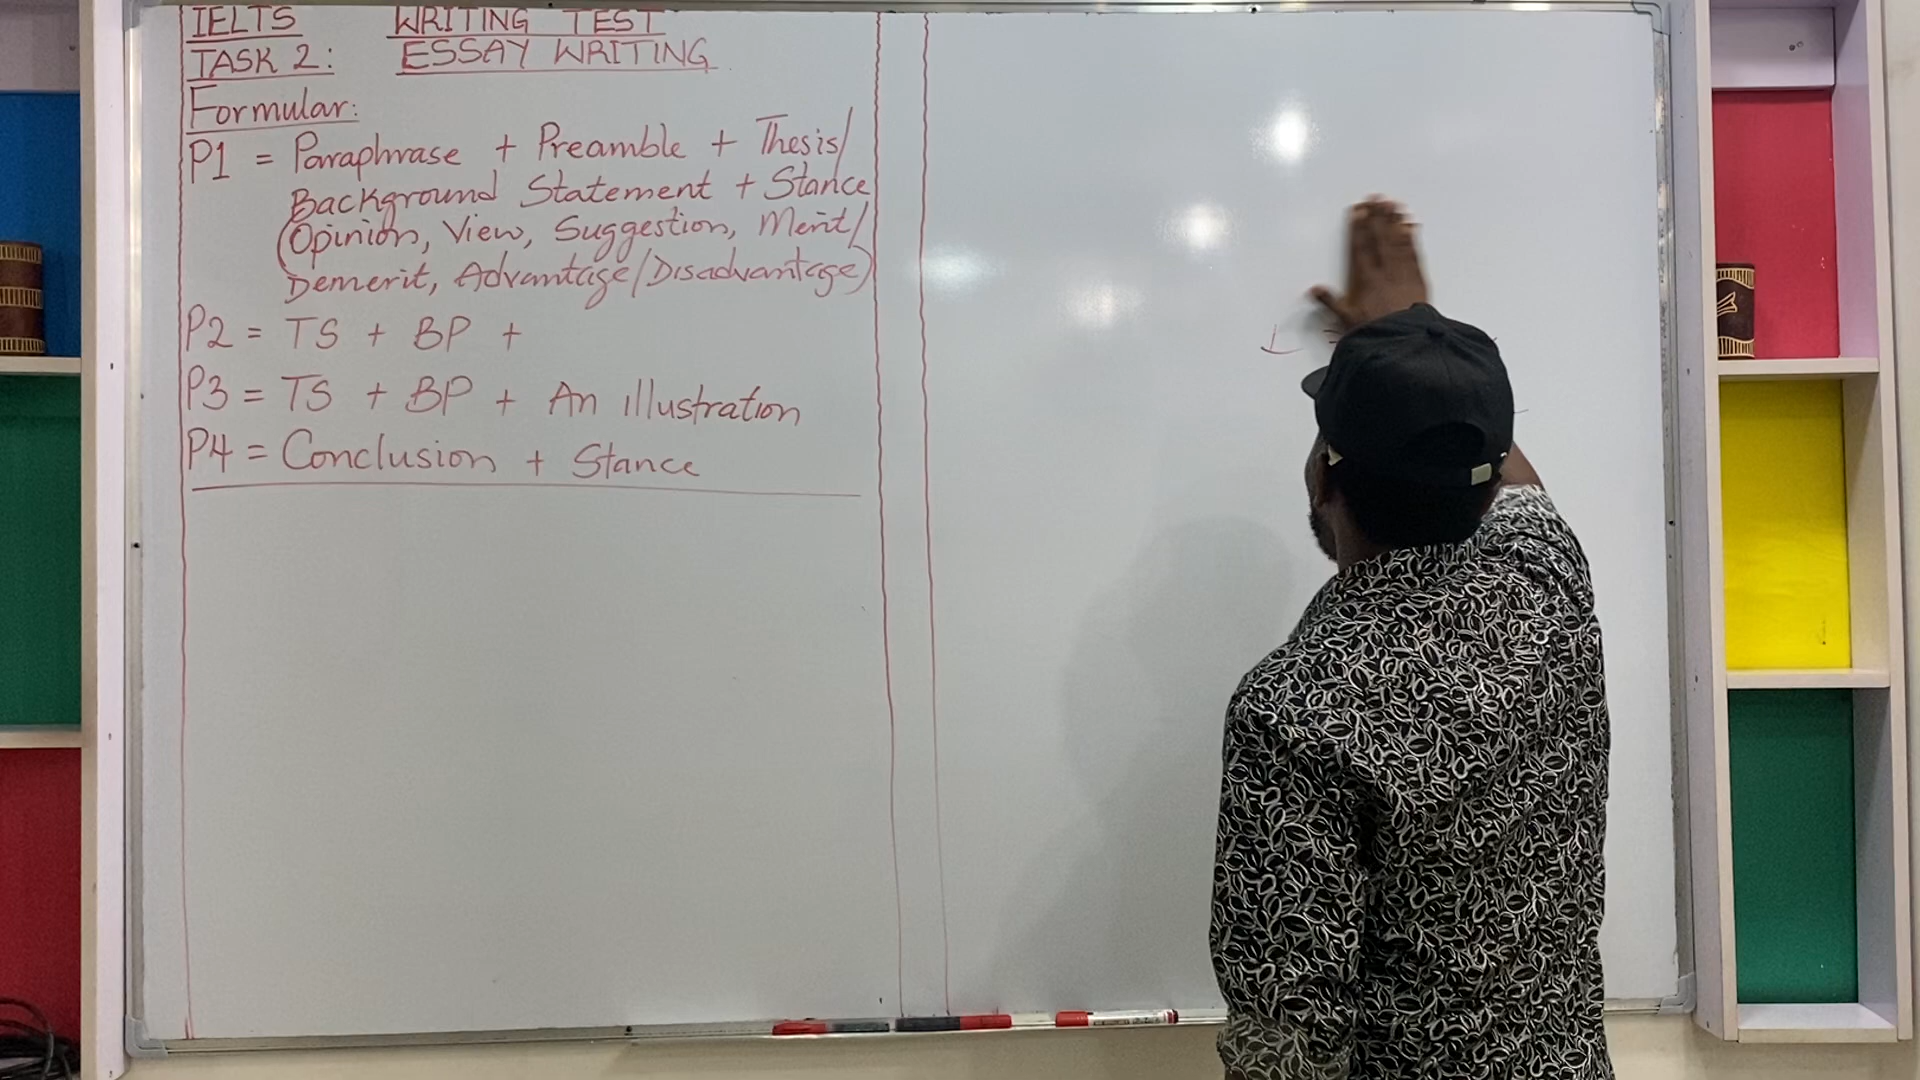 IELTS WRITING TEST
TASK 2: ESSAY WRITING
Formular:
P1 = Paraphrase + Preamble + Thesis/
Background Statement + Stance
(Opinion, View, Suggestion, Merit/
Demerit, Advantage/Disadvantage)
P2 = TS + BP +
P3 = TS + BP + An illustration
P4 = Conclusion + Stance